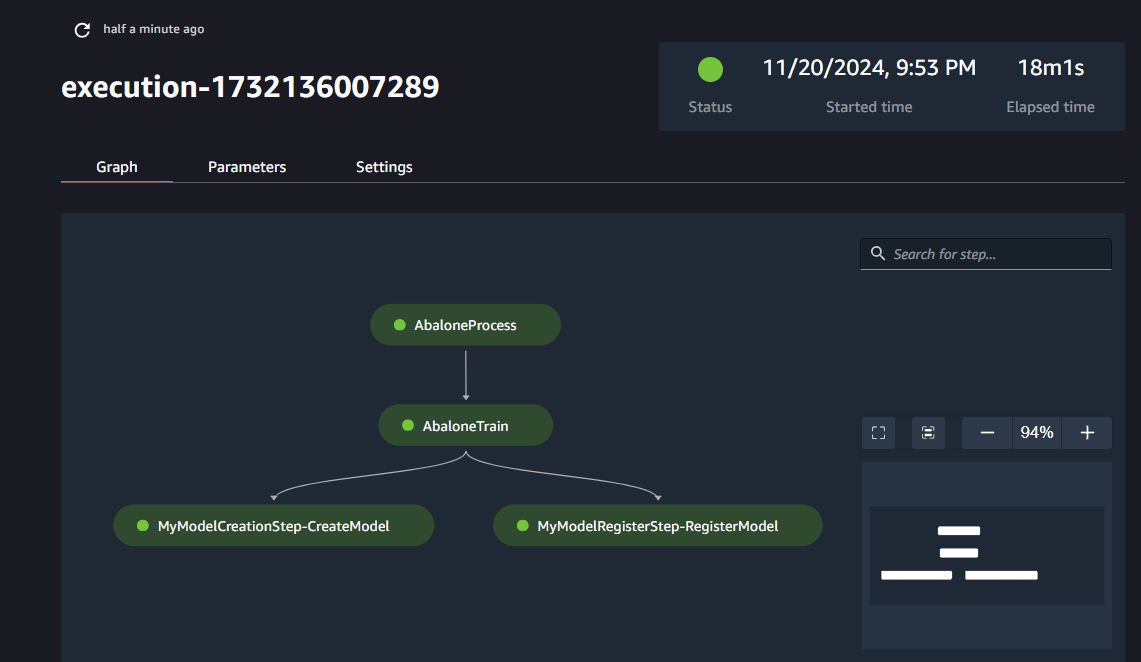 half a minute ago
execution-1732136007289
11/20/2024, 9:53 PM 18m1s
Status Started time Elapsed time
Graph Parameters Settings
Search for step...
AbaloneProcess
AbaloneTrain
94%
MyModelCreationStep-CreateModel MyModelRegisterStep-RegisterModel